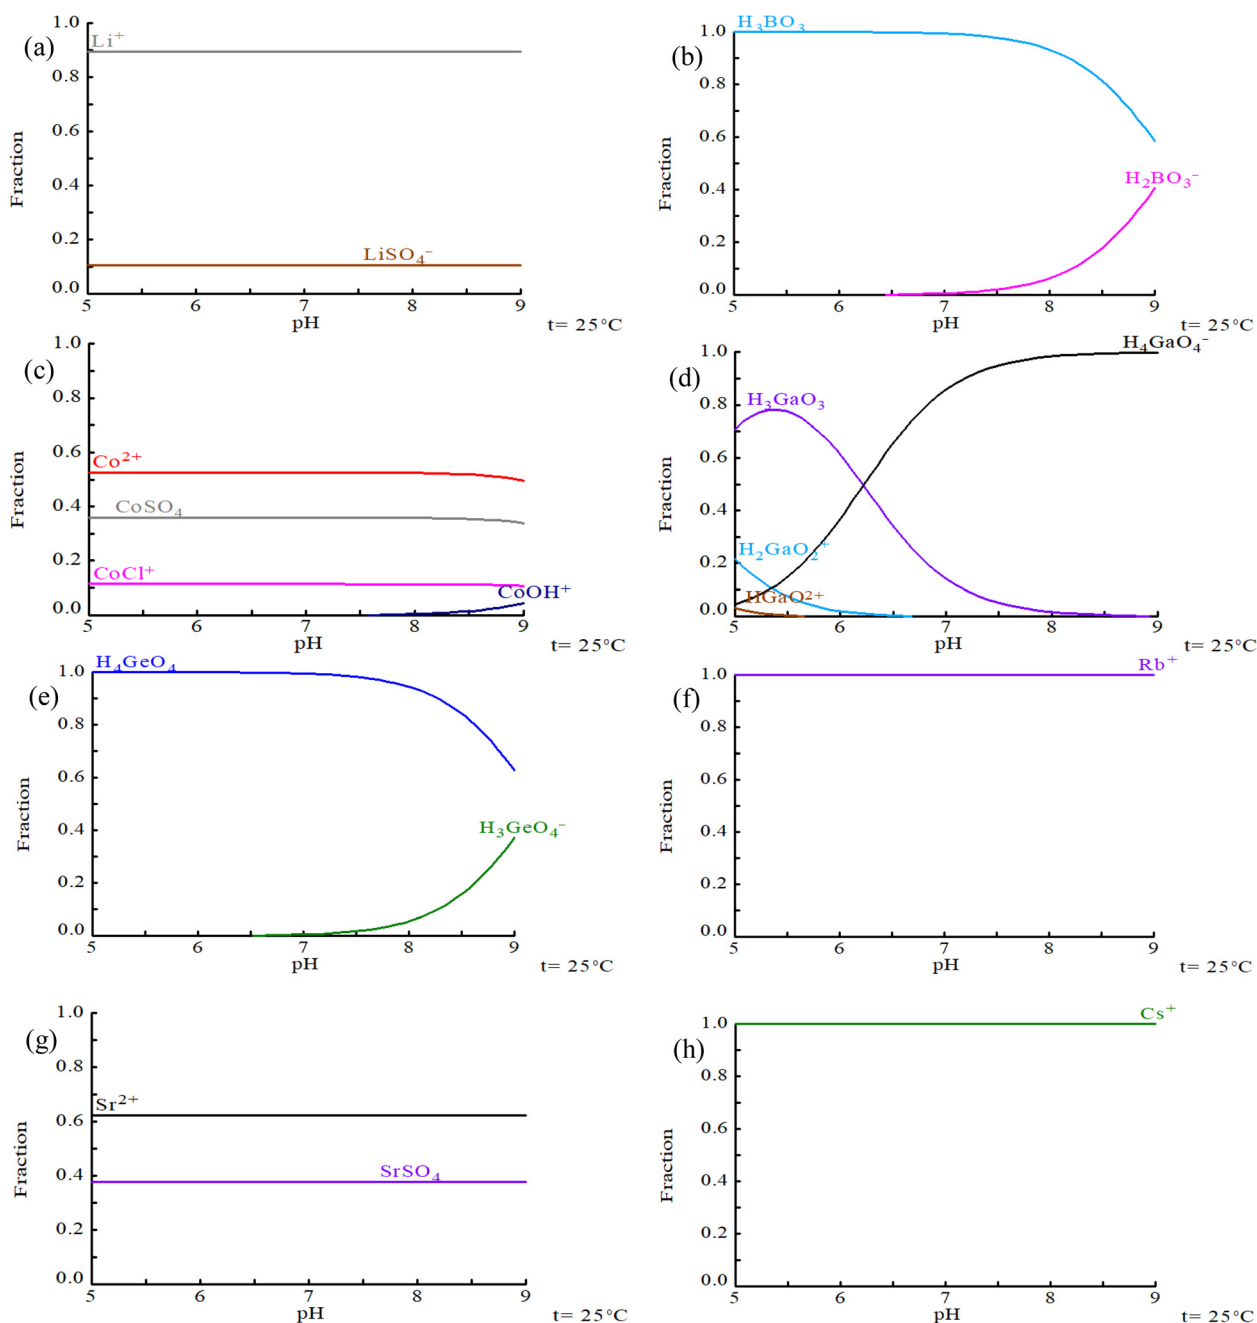 (a)
1.0
Li⁺
0.8
0.6
Fraction
0.4
0.2
LiSO₄⁻
0.0
5 6 7 8 9
pH
t= 25°C
(b)
H₃BO₃
1.0
0.8
0.6
Fraction
0.4
H₂BO₃⁻
0.2
0.0
5 6 7 8 9
pH
t= 25°C
(c)
1.0
0.8
0.6
Co²⁺
Fraction
0.4
CoSO₄
0.2
CoCl⁺
CoOH⁺
0.0
5 6 7 8 9
pH
t= 25°C
(d)
H₄GaO₄⁻
1.0
0.8
H₃GaO₃
0.6
Fraction
0.4
H₂GaO₂⁺
0.2
HGaO²⁺
0.0
5 6 7 8 9
pH
t= 25°C
(e)
H₄GeO₄
1.0
0.8
0.6
Fraction
0.4
H₃GeO₄⁻
0.2
0.0
5 6 7 8 9
pH
t= 25°C
(f)
Rb⁺
1.0
0.8
0.6
Fraction
0.4
0.2
0.0
5 6 7 8 9
pH
t= 25°C
(g)
1.0
0.8
Sr²⁺
0.6
Fraction
0.4
SrSO₄
0.2
0.0
5 6 7 8 9
pH
t= 25°C
(h)
Cs⁺
1.0
0.8
0.6
Fraction
0.4
0.2
0.0
5 6 7 8 9
pH
t= 25°C